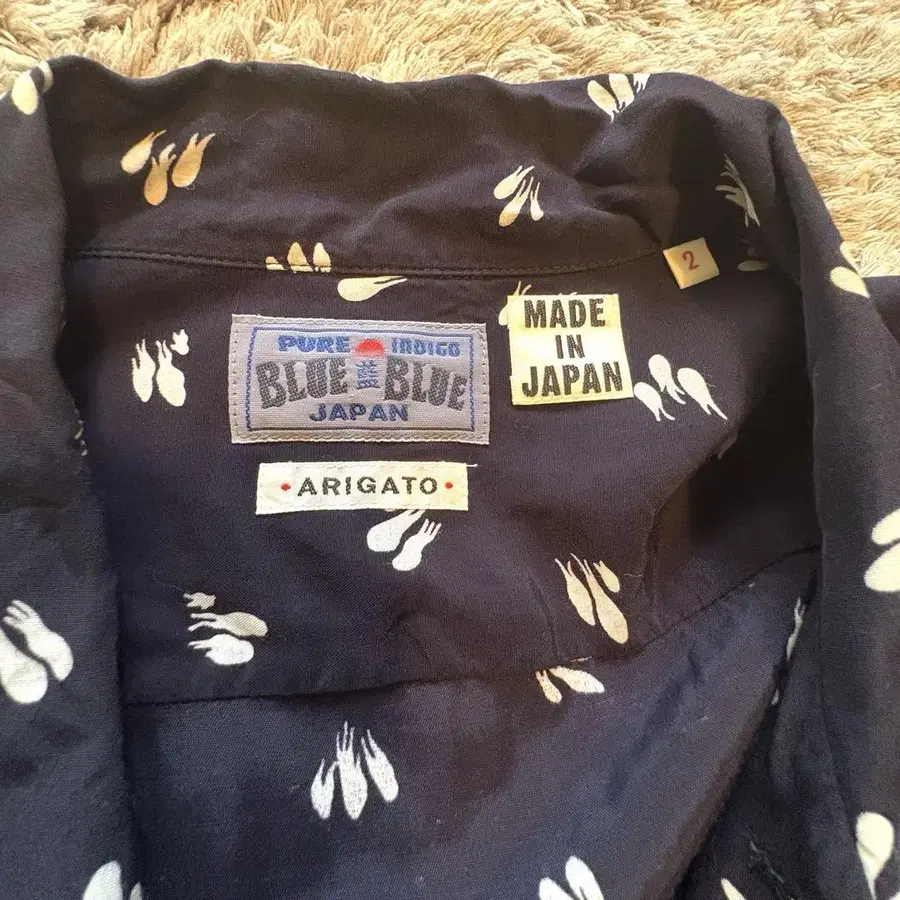 2
PURE INDIGO
BLUE BLUE
JAPAN
MADE
IN
JAPAN
•ARIGATO•